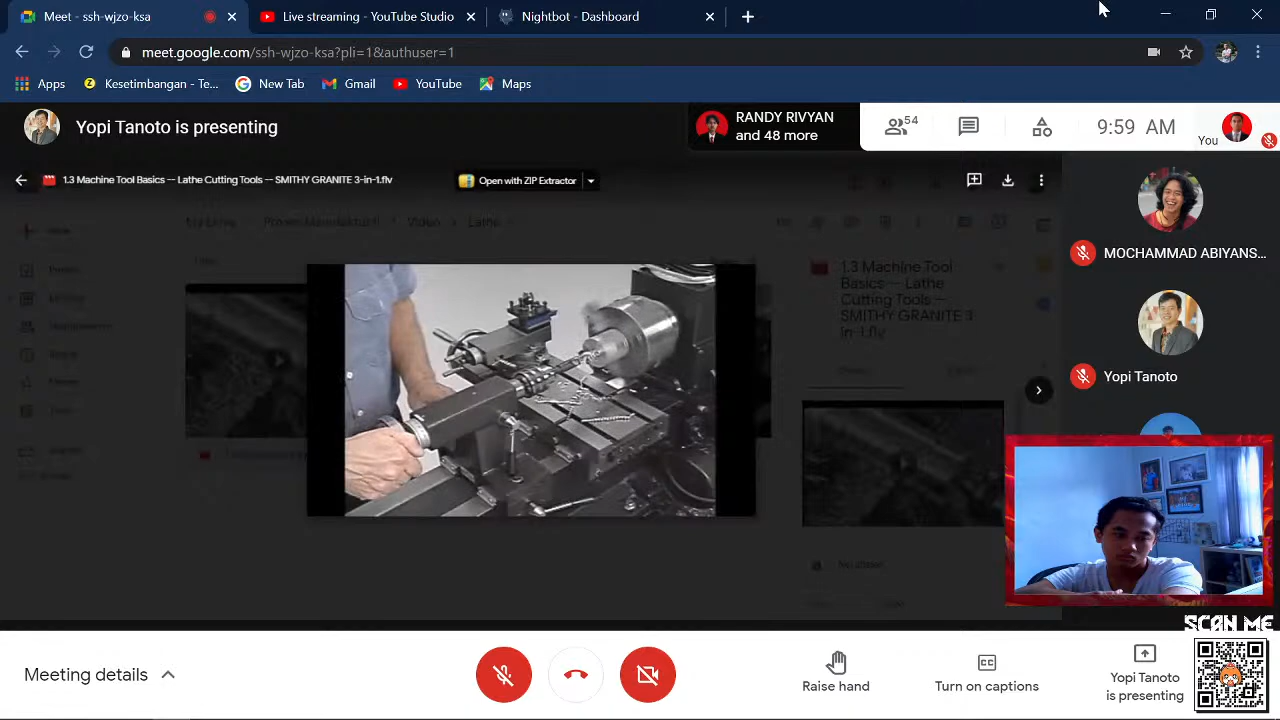 Meet - ssh-wjzo-ksa
Live streaming - YouTube Studio
Nightbot - Dashboard
meet.google.com/ssh-wjzo-ksa?pli=1&authuser=1
Apps
Kesetimbangan - Te...
New Tab
Gmail
YouTube
Maps
Yopi Tanoto is presenting
RANDY RIVYAN
and 48 more
54
9:59 AM
You
1.3 Machine Tool Basics -- Lathe Cutting Tools -- SMITHY GRANITE 3-in-1.flv
Open with ZIP Extractor
Video
Lathe
1.3 Machine Tool
Basics -- Lathe
Cutting Tools --
SMITHY GRANITE 3-
in-1.flv
MOCHAMMAD ABIYANS...
Yopi Tanoto
SCAN ME
Meeting details
Raise hand
Turn on captions
Yopi Tanoto
is presenting